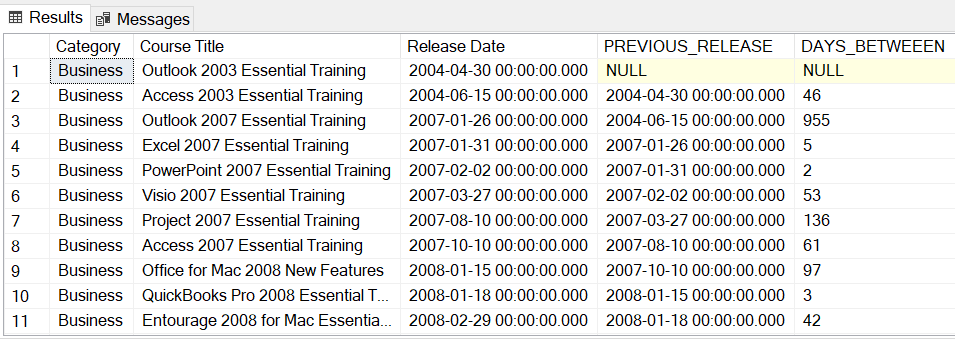 Results Messages
Category Course Title Release Date PREVIOUS_RELEASE DAYS_BETWEEEN
1 Business Outlook 2003 Essential Training 2004-04-30 00:00:00.000 NULL NULL
2 Business Access 2003 Essential Training 2004-06-15 00:00:00.000 2004-04-30 00:00:00.000 46
3 Business Outlook 2007 Essential Training 2007-01-26 00:00:00.000 2004-06-15 00:00:00.000 955
4 Business Excel 2007 Essential Training 2007-01-31 00:00:00.000 2007-01-26 00:00:00.000 5
5 Business PowerPoint 2007 Essential Training 2007-02-02 00:00:00.000 2007-01-31 00:00:00.000 2
6 Business Visio 2007 Essential Training 2007-03-27 00:00:00.000 2007-02-02 00:00:00.000 53
7 Business Project 2007 Essential Training 2007-08-10 00:00:00.000 2007-03-27 00:00:00.000 136
8 Business Access 2007 Essential Training 2007-10-10 00:00:00.000 2007-08-10 00:00:00.000 61
9 Business Office for Mac 2008 New Features 2008-01-15 00:00:00.000 2007-10-10 00:00:00.000 97
10 Business QuickBooks Pro 2008 Essential T... 2008-01-18 00:00:00.000 2008-01-15 00:00:00.000 3
11 Business Entourage 2008 for Mac Essentia... 2008-02-29 00:00:00.000 2008-01-18 00:00:00.000 42